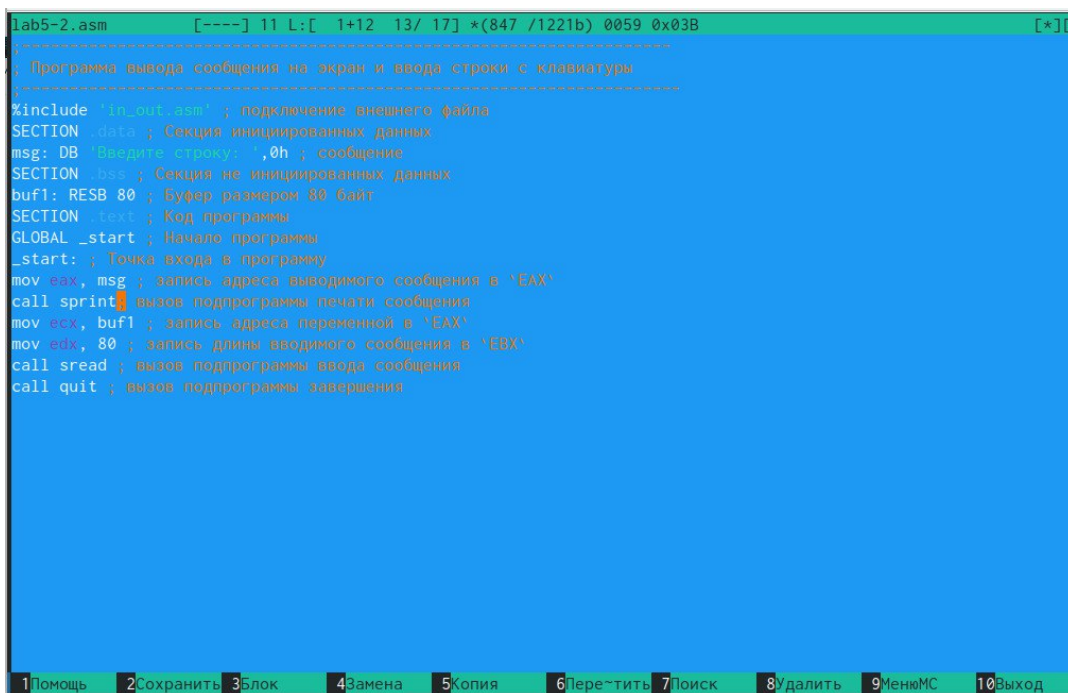 lab5-2.asm [----] 11 L:[ 1+12 13/ 17] *(847 /1221b) 0059 0x03B [*][
;--------------------------------------------------------------------
; Программа вывода сообщения на экран и ввода строки с клавиатуры
;---------------------------------------------------------------------
%include 'in_out.asm' ; подключение внешнего файла
SECTION .data ; Секция инициированных данных
msg: DB 'Введите строку: ',0h ; сообщение
SECTION .bss ; Секция не инициированных данных
buf1: RESB 80 ; Буфер размером 80 байт
SECTION .text ; Код программы
GLOBAL _start ; Начало программы
_start: ; Точка входа в программу
mov eax, msg ; запись адреса выводимого сообщения в `EAX`
call sprint; вызов подпрограммы печати сообщения
mov ecx, buf1 ; запись адреса переменной в `EAX`
mov edx, 80 ; запись длины вводимого сообщения в `EBX`
call sread ; вызов подпрограммы ввода сообщения
call quit ; вызов подпрограммы завершения
1Помощь 2Сохранить 3Блок 4Замена 5Копия 6Пере~тить 7Поиск 8Удалить 9МенюMC 10Выход